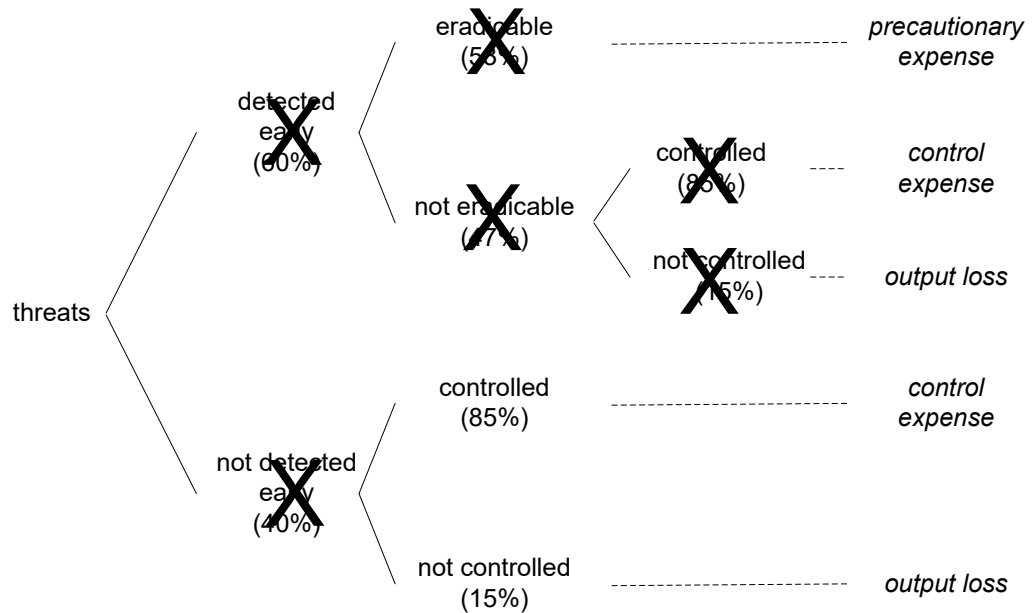 eradicable
(53%)
precautionary
expense
detected
early
(60%)
controlled
(85%)
control
expense
not eradicable
(47%)
not controlled
(15%)
output loss
threats
controlled
(85%)
control
expense
not detected
early
(40%)
not controlled
(15%)
output loss